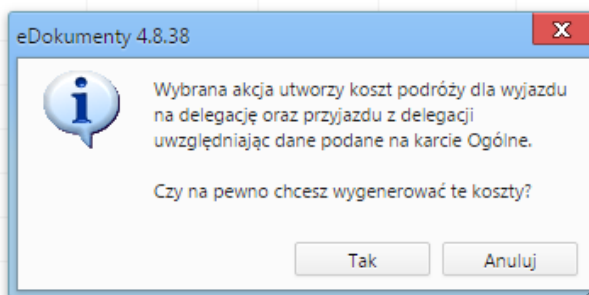 eDokumenty 4.8.38
Wybrana akcja utworzy koszt podróży dla wyjazdu
na delegację oraz przyjazdu z delegacji
uwzględniając dane podane na karcie Ogólne.
Czy na pewno chcesz wygenerować te koszty?
Tak Anuluj